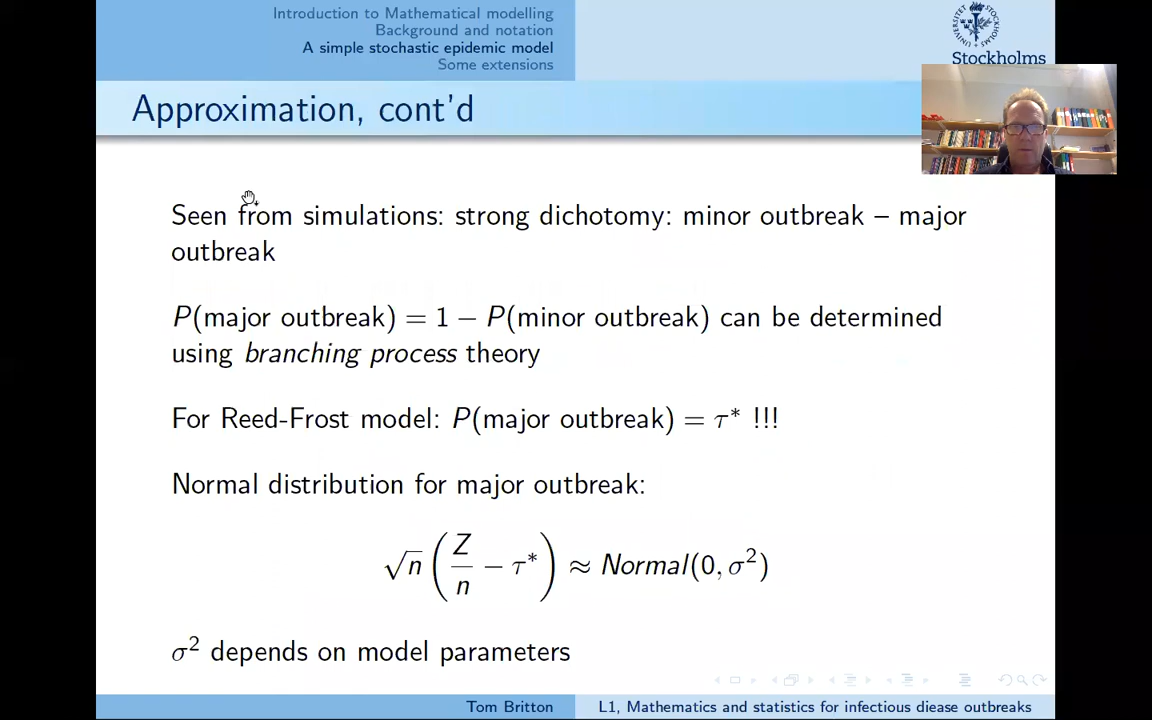 Introduction to Mathematical modelling
Background and notation
A simple stochastic epidemic model
Some extensions
Stockholms
Approximation, cont'd
Seen from simulations: strong dichotomy: minor outbreak – major
outbreak
P(major outbreak) = 1 − P(minor outbreak) can be determined
using branching process theory
For Reed-Frost model: P(major outbreak) = τ* !!!
Normal distribution for major outbreak:
√n (Z/n − τ*) ≈ Normal(0, σ²)
σ² depends on model parameters
Tom Britton
L1, Mathematics and statistics for infectious diease outbreaks